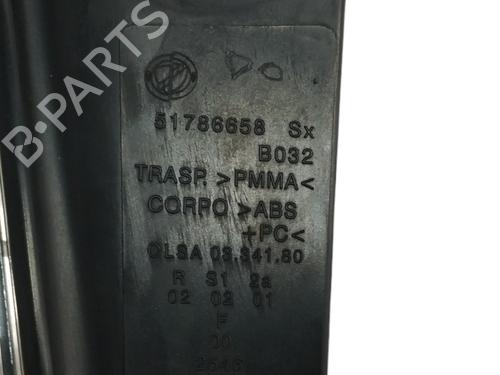 B-PARTS
51786658 Sx
B032
TRASP. >PMMA<
CORPO >ABS
+PC<
OLSA 03.341.80
R S1 2a
02 02 01
F
00